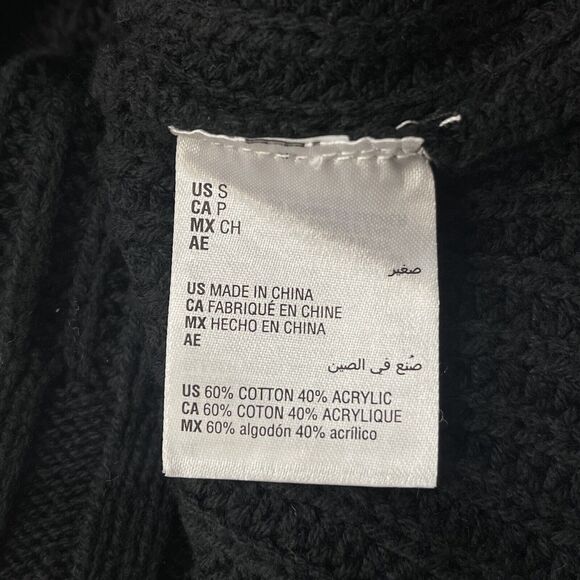 US S
CA P
MX CH
AE
صغير
US MADE IN CHINA
CA FABRIQUÉ EN CHINE
MX HECHO EN CHINA
AE
صُنع في الصين
US 60% COTTON 40% ACRYLIC
CA 60% COTON 40% ACRYLIQUE
MX 60% algodón 40% acrílico